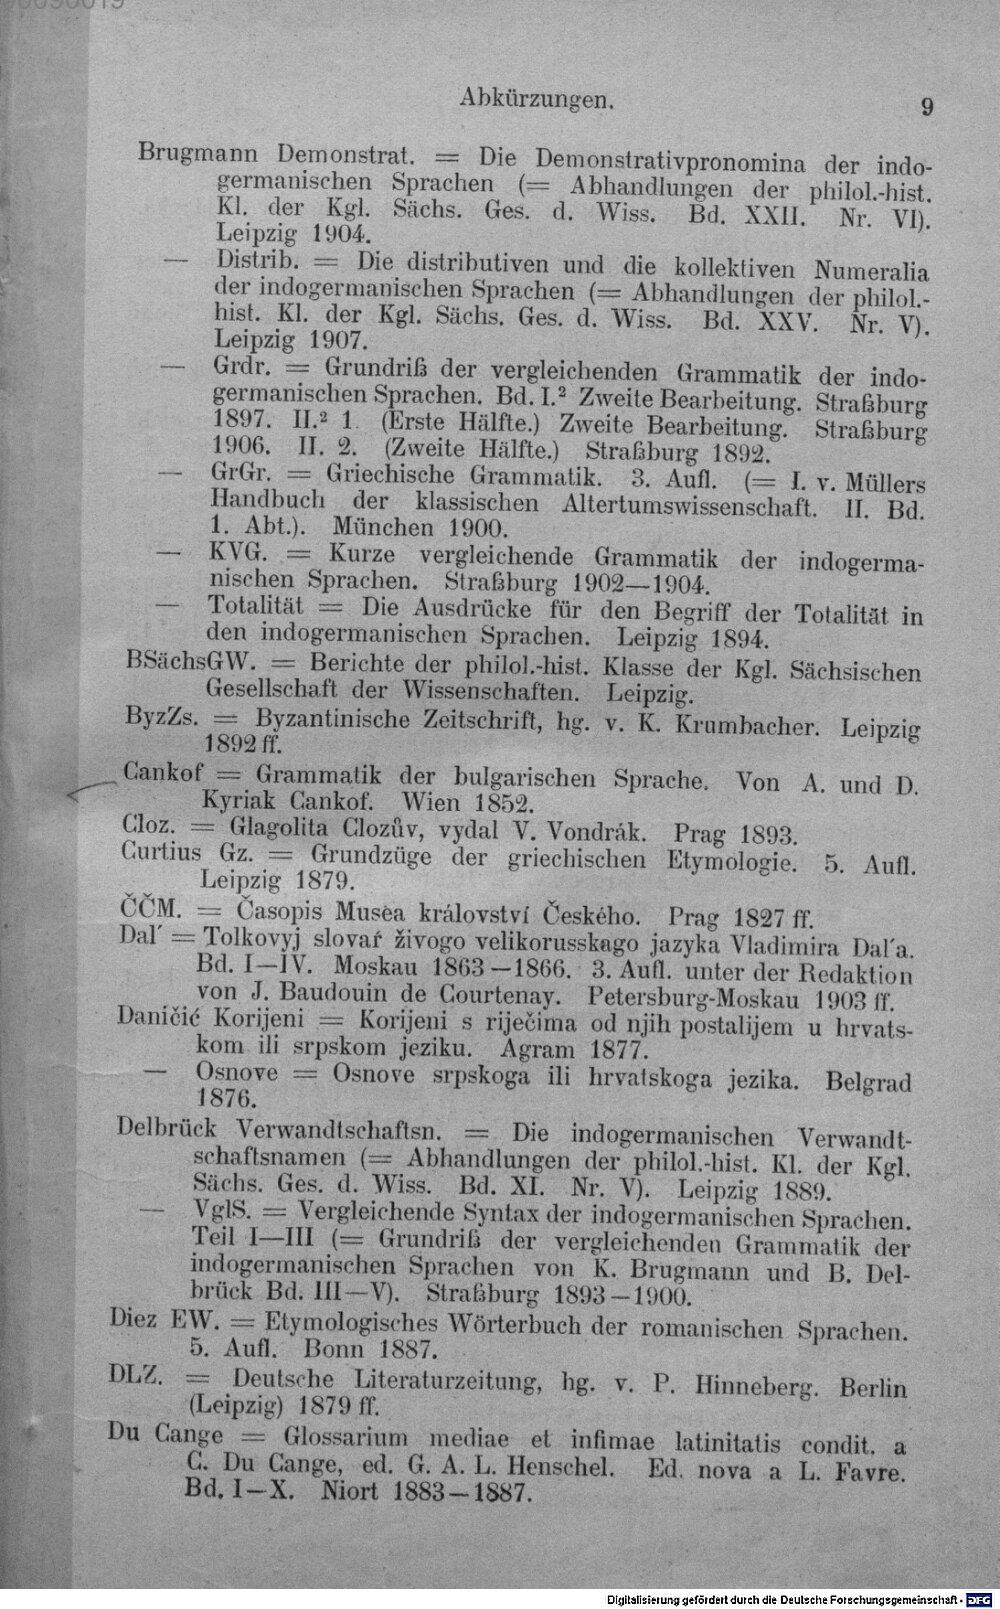 Abkürzungen.
9
Brugmann Demonstrat. = Die Demonstrativpronomina der indo-
germanischen Sprachen (= Abhandlungen der philol.-hist.
Kl. der Kgl. Sächs. Ges. d. Wiss. Bd. XXII. Nr. VI).
Leipzig 1904.
— Distrib. = Die distributiven und die kollektiven Numeralia
der indogermanischen Sprachen (= Abhandlungen der philol.-
hist. Kl. der Kgl. Sächs. Ges. d. Wiss. Bd. XXV. Nr. V).
Leipzig 1907.
— Grdr. = Grundriß der vergleichenden Grammatik der indo-
germanischen Sprachen. Bd. I.² Zweite Bearbeitung. Straßburg
1897. II.² 1. (Erste Hälfte.) Zweite Bearbeitung. Straßburg
1906. II. 2. (Zweite Hälfte.) Straßburg 1892.
— GrGr. = Griechische Grammatik. 3. Aufl. (= I. v. Müllers
Handbuch der klassischen Altertumswissenschaft. II. Bd.
1. Abt.). München 1900.
— KVG. = Kurze vergleichende Grammatik der indogerma-
nischen Sprachen. Straßburg 1902—1904.
— Totalität = Die Ausdrücke für den Begriff der Totalität in
den indogermanischen Sprachen. Leipzig 1894.
BSächsGW. = Berichte der philol.-hist. Klasse der Kgl. Sächsischen
Gesellschaft der Wissenschaften. Leipzig.
ByzZs. = Byzantinische Zeitschrift, hg. v. K. Krumbacher. Leipzig
1892 ff.
Cankof = Grammatik der bulgarischen Sprache. Von A. und D.
Kyriak Cankof. Wien 1852.
Cloz. = Glagolita Clozův, vydal V. Vondrák. Prag 1893.
Curtius Gz. = Grundzüge der griechischen Etymologie. 5. Aufl.
Leipzig 1879.
ČČM. = Časopis Musea království Českého. Prag 1827 ff.
Dal´ = Tolkovyj slovaŕ živogo velikorusskago jazyka Vladimira Dal´a.
Bd. I—IV. Moskau 1863—1866. 3. Aufl. unter der Redaktion
von J. Baudouin de Courtenay. Petersburg-Moskau 1903 ff.
Daničić Korijeni = Korijeni s riječima od njih postalijem u hrvats-
kom ili srpskom jeziku. Agram 1877.
— Osnove = Osnove srpskoga ili hrvatskoga jezika. Belgrad
1876.
Delbrück Verwandtschaftsn. = Die indogermanischen Verwandt-
schaftsnamen (= Abhandlungen der philol.-hist. Kl. der Kgl.
Sächs. Ges. d. Wiss. Bd. XI. Nr. V). Leipzig 1889.
— VglS. = Vergleichende Syntax der indogermanischen Sprachen.
Teil I—III (= Grundriß der vergleichenden Grammatik der
indogermanischen Sprachen von K. Brugmann und B. Del-
brück Bd. III—V). Straßburg 1893—1900.
Diez EW. = Etymologisches Wörterbuch der romanischen Sprachen.
5. Aufl. Bonn 1887.
DLZ. = Deutsche Literaturzeitung, hg. v. P. Hinneberg. Berlin
(Leipzig) 1879 ff.
Du Cange = Glossarium mediae et infimae latinitatis condit. a
C. Du Cange, ed. G. A. L. Henschel. Ed. nova a L. Favre.
Bd. I—X. Niort 1883—1887.
Digitalisierung gefördert durch die Deutsche Forschungsgemeinschaft - DFG